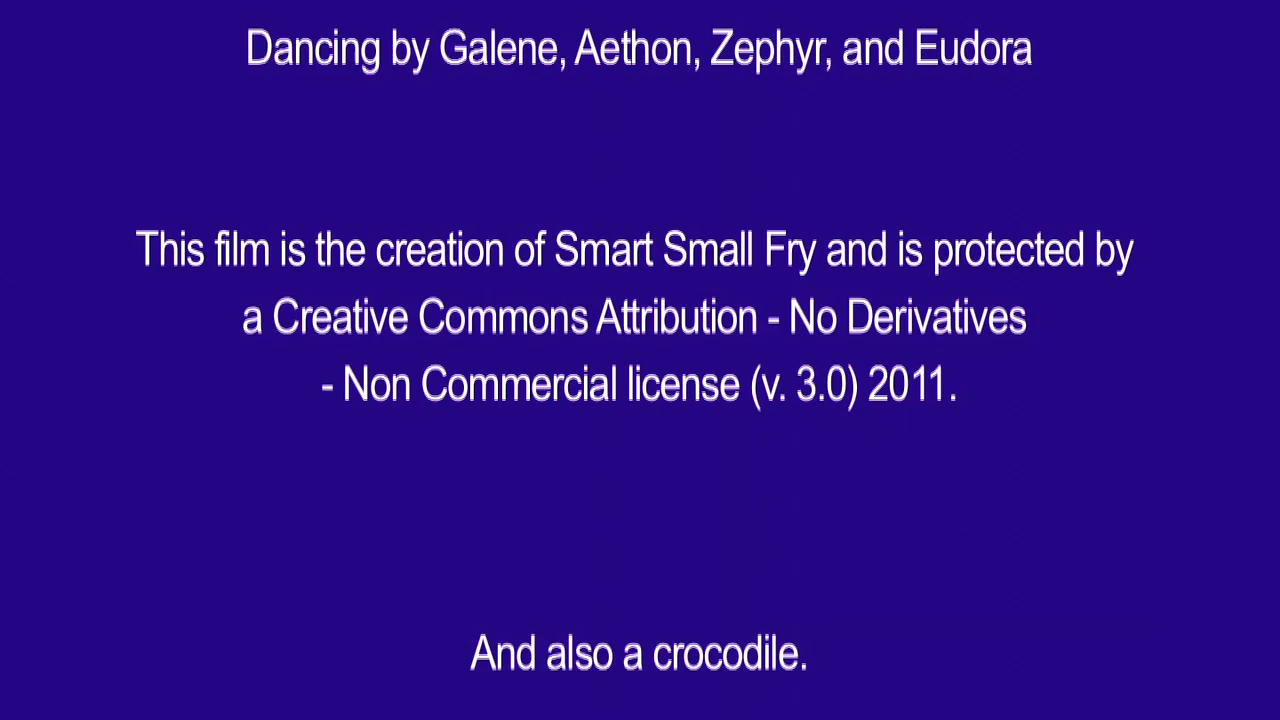 Dancing by Galene, Aethon, Zephyr, and Eudora
This film is the creation of Smart Small Fry and is protected by
a Creative Commons Attribution - No Derivatives
- Non Commercial license (v. 3.0) 2011.
And also a crocodile.